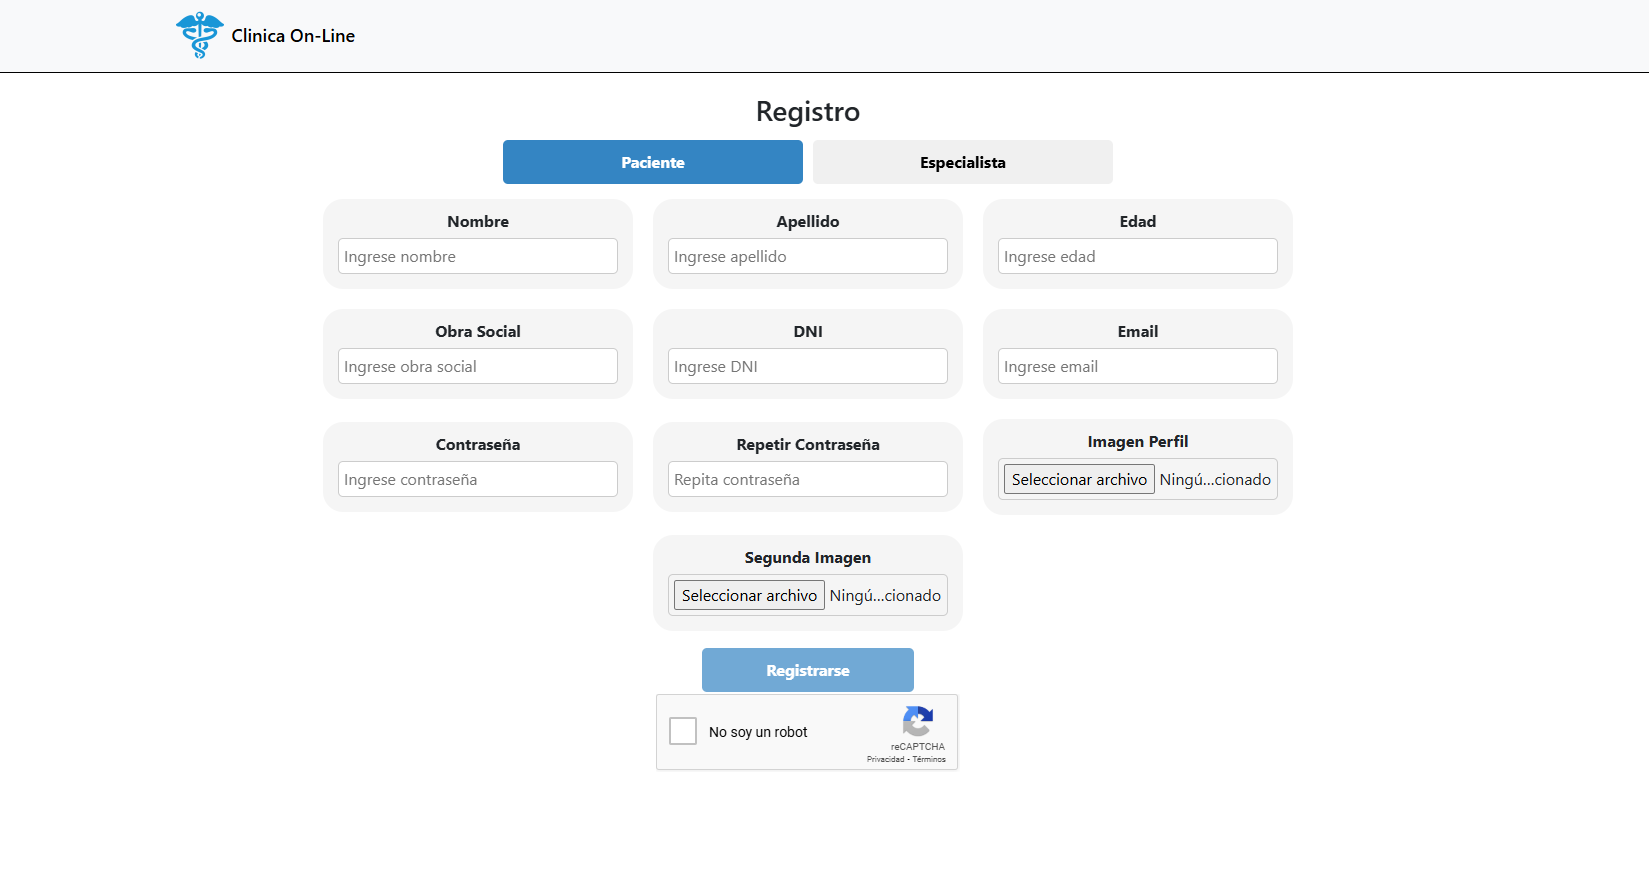 Clinica On-Line
Registro
Paciente Especialista
Nombre Apellido Edad
Ingrese nombre Ingrese apellido Ingrese edad
Obra Social DNI Email
Ingrese obra social Ingrese DNI Ingrese email
Contraseña Repetir Contraseña Imagen Perfil
Ingrese contraseña Repita contraseña Seleccionar archivo Ningú...cionado
Segunda Imagen
Seleccionar archivo Ningú...cionado
Registrarse
No soy un robot
reCAPTCHA
Privacidad - Términos